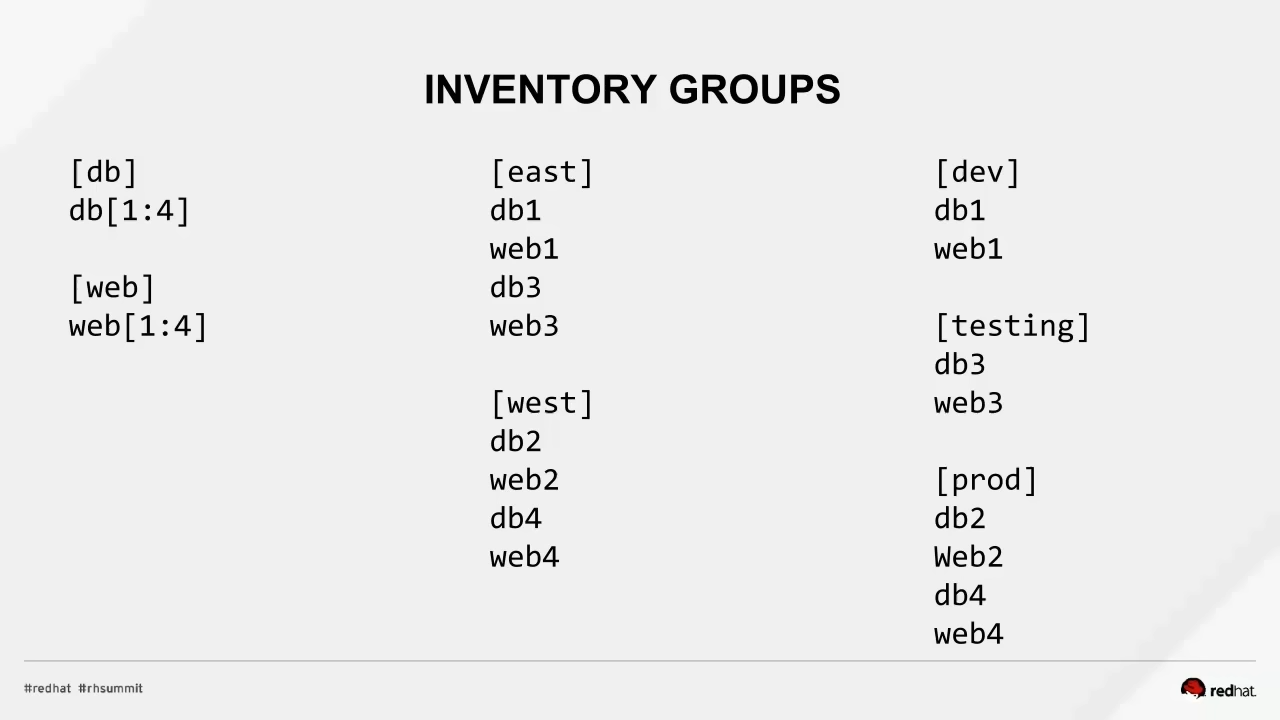 INVENTORY GROUPS
[db]
db[1:4]
[web]
web[1:4]
[east]
db1
web1
db3
web3
[west]
db2
web2
db4
web4
[dev]
db1
web1
[testing]
db3
web3
[prod]
db2
Web2
db4
web4
#redhat #rhsummit
redhat.